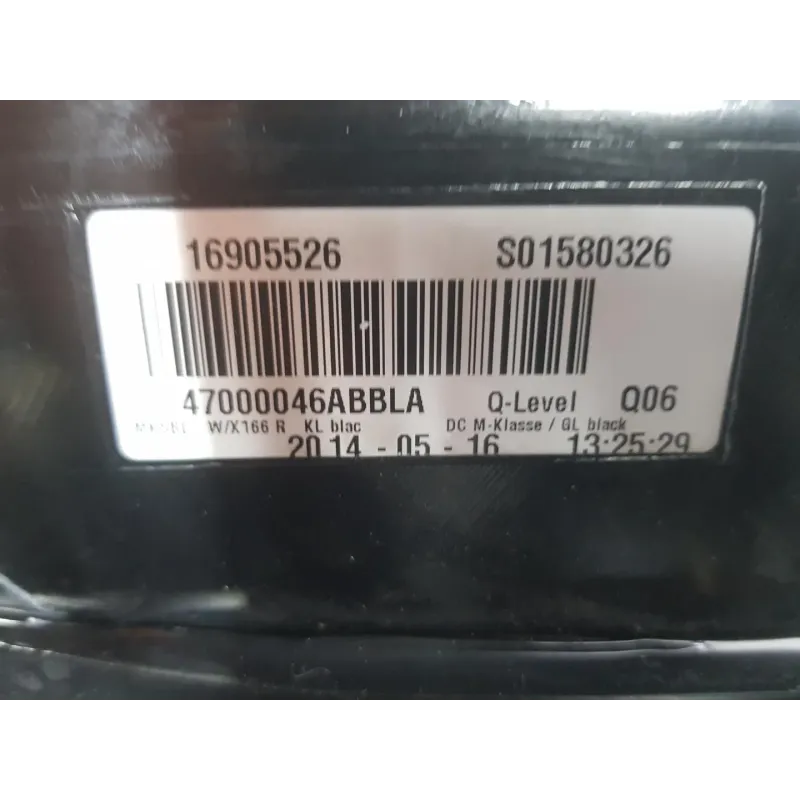 16905526 S01580326
47000046ABBLA Q-Level Q06
W/X166 R KL blac DC M-Klasse / GL black
2014-05-16 13:25:29